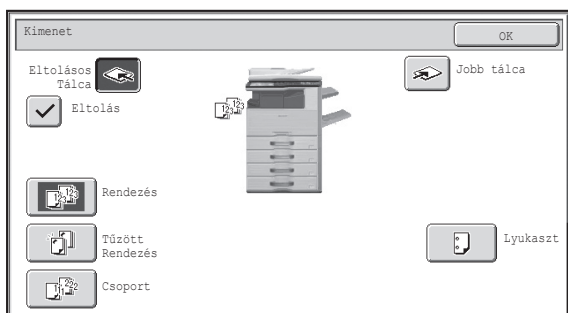 Kimenet
OK
Eltolásos
Tálca
Jobb tálca
Eltolás
Rendezés
Tűzött
Rendezés
Lyukaszt
Csoport